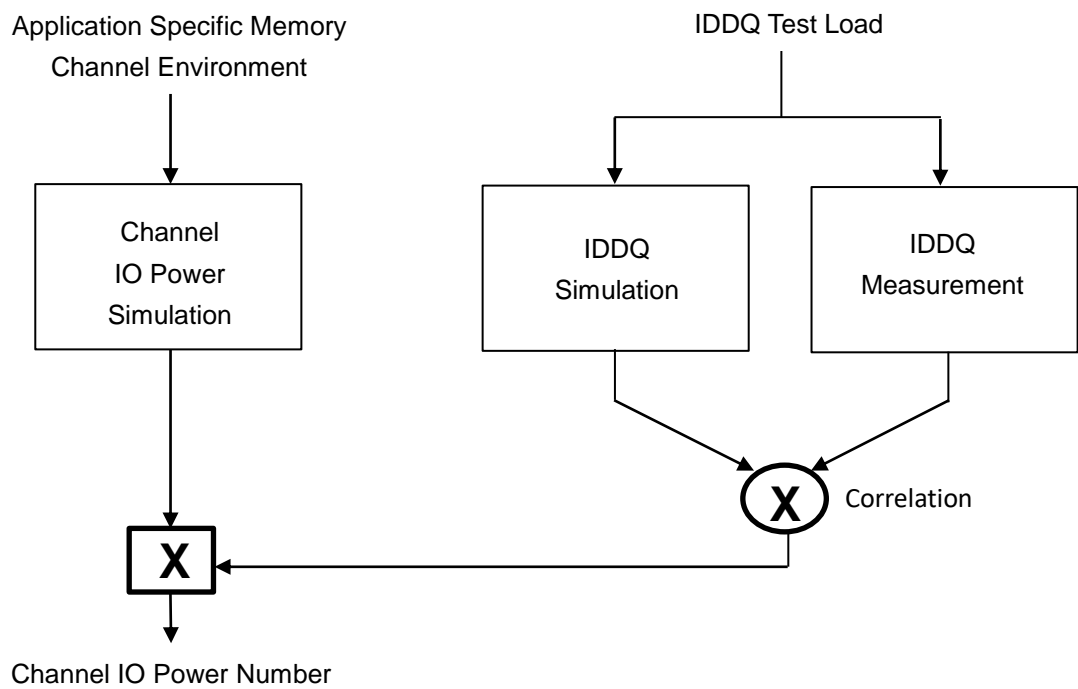 Application Specific Memory
Channel Environment
IDDQ Test Load
Channel
IO Power
Simulation
IDDQ
Simulation
IDDQ
Measurement
X
Correlation
X
Channel IO Power Number